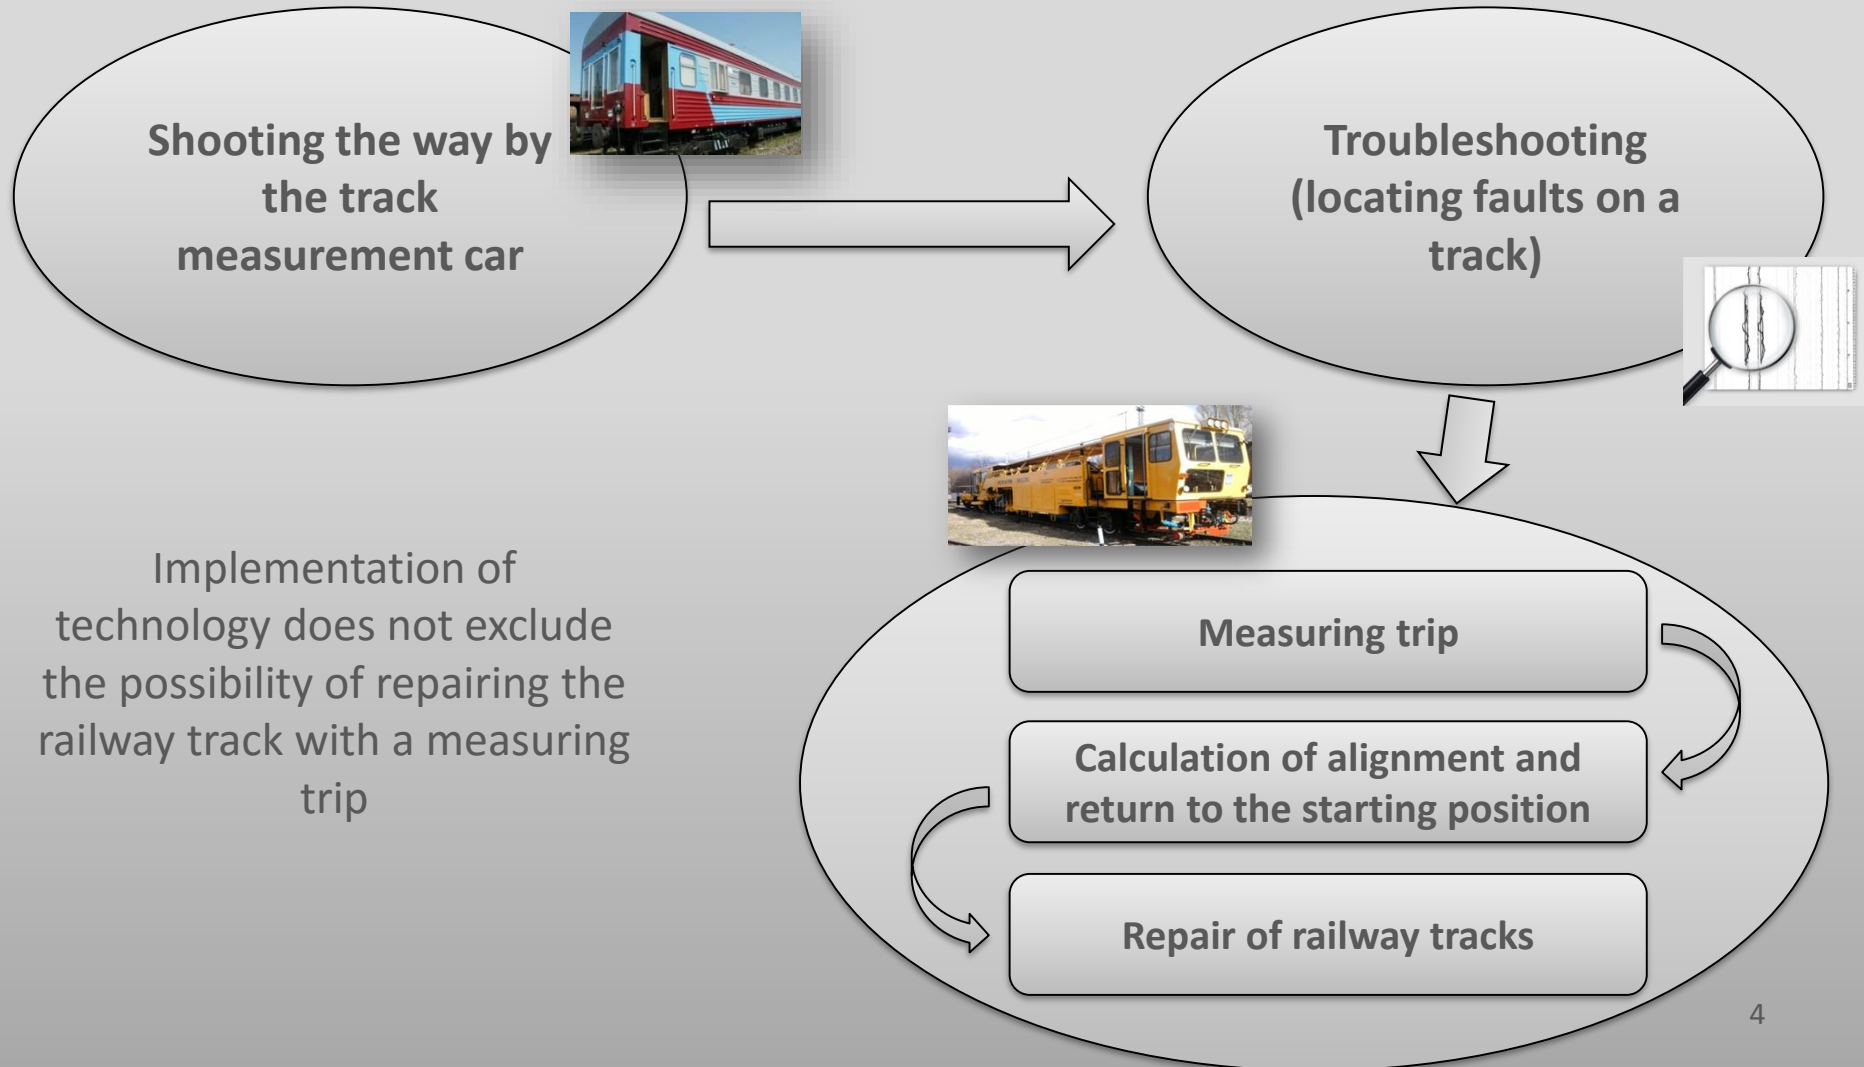 Shooting the way by
the track
measurement car
Troubleshooting
(locating faults on a
track)
Implementation of
technology does not exclude
the possibility of repairing the
railway track with a measuring
trip
Measuring trip
Calculation of alignment and
return to the starting position
Repair of railway tracks
4